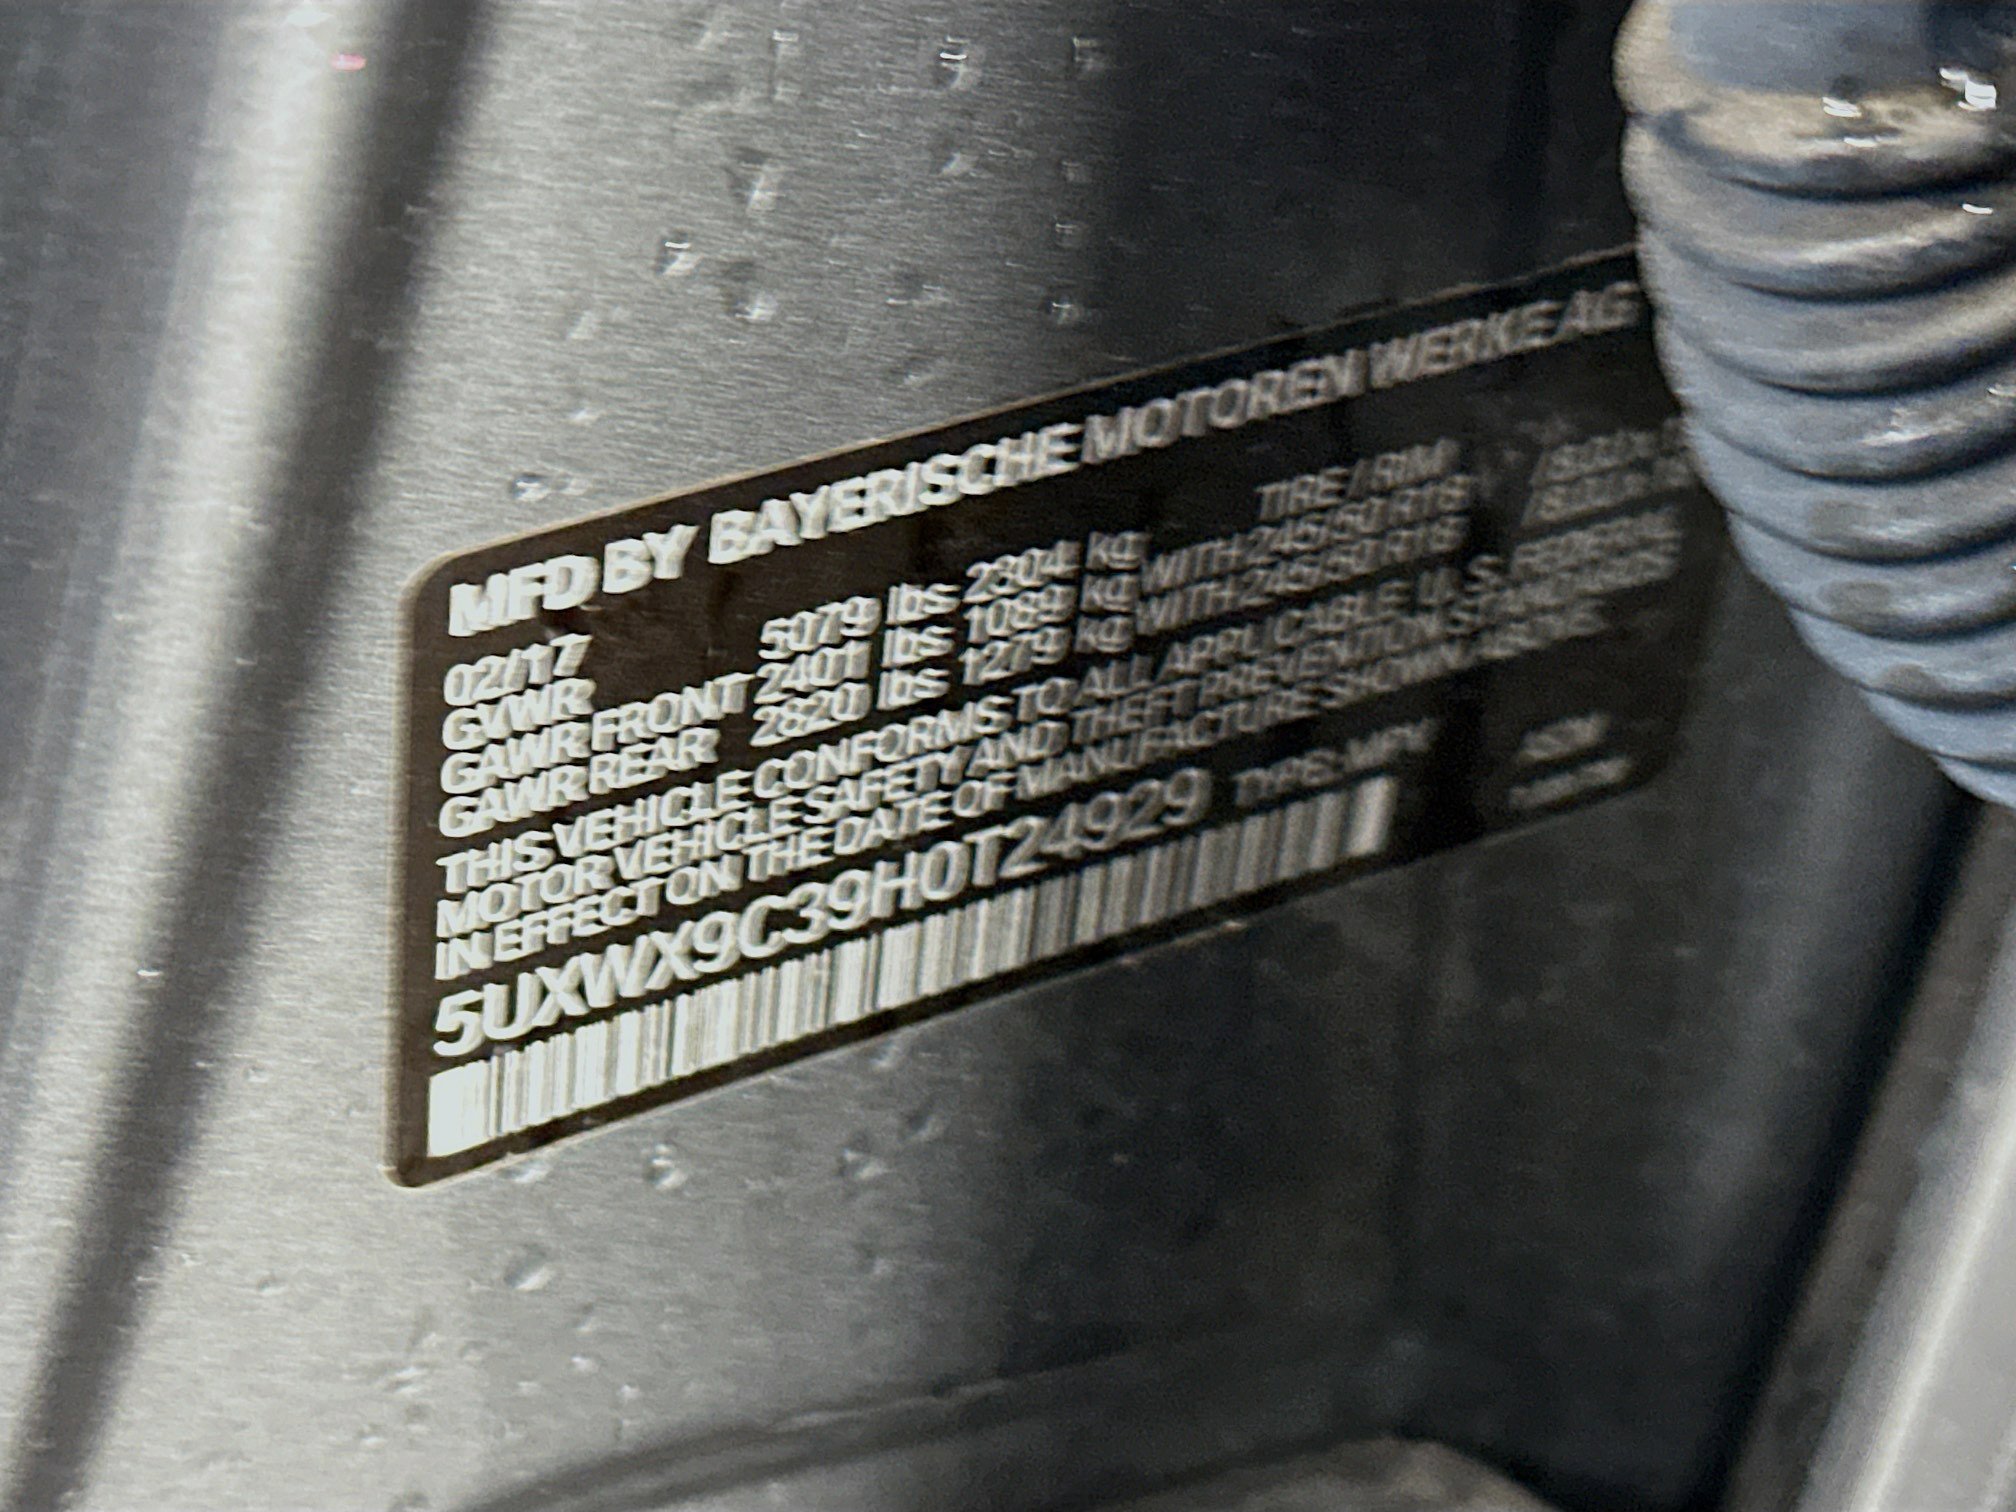 MFD BY BAYERISCHE MOTOREN WERKE AG
02/17 TIRE / RIM
GVWR 5079 lbs 2304 kg
GAWR FRONT 2401 lbs 1089 kg WITH 245/50 R18
GAWR REAR 2820 lbs 1279 kg WITH 245/50 R18
THIS VEHICLE CONFORMS TO ALL APPLICABLE U.S. FEDERAL
MOTOR VEHICLE SAFETY AND THEFT PREVENTION STANDARDS
IN EFFECT ON THE DATE OF MANUFACTURE SHOWN ABOVE.
5UXWX9C39H0T24929 TYPE: MPV